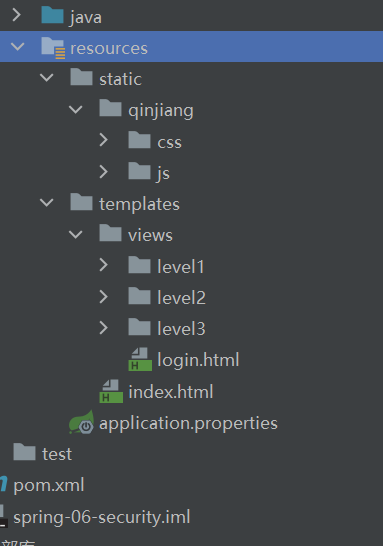 java
resources
static
qinjiang
css
js
templates
views
level1
level2
level3
login.html
index.html
application.properties
test
pom.xml
spring-06-security.iml